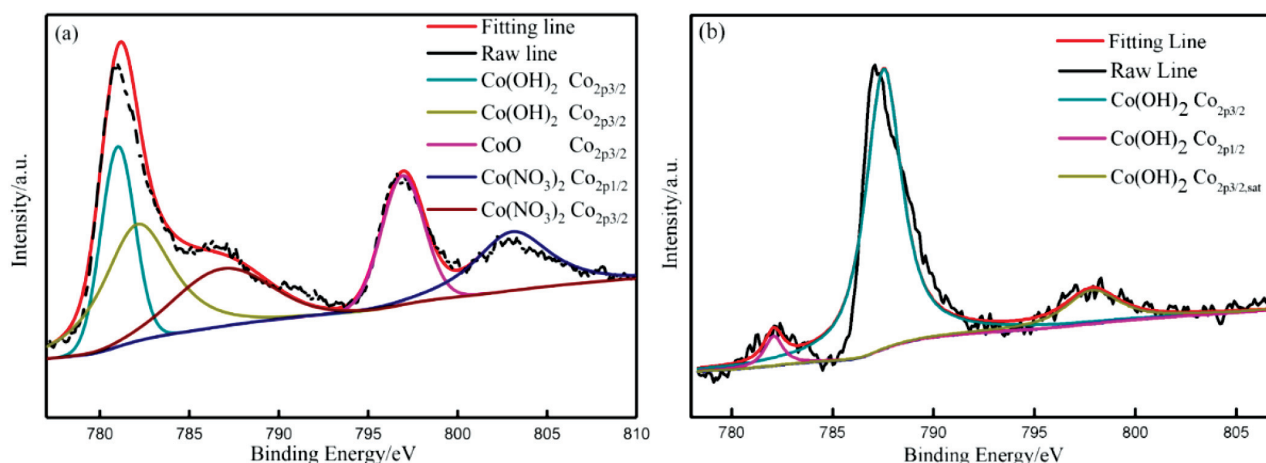 (a)
Fitting line
Raw line
Co(OH)₂ Co₂p3/2
Co(OH)₂ Co₂p3/2
CoO Co₂p3/2
Co(NO₃)₂ Co₂p1/2
Co(NO₃)₂ Co₂p3/2
Intensity/a.u.
780 785 790 795 800 805 810
Binding Energy/eV
(b)
Fitting Line
Raw Line
Co(OH)₂ Co₂p3/2
Co(OH)₂ Co₂p1/2
Co(OH)₂ Co₂p3/2,sat
Intensity/a.u.
780 785 790 795 800 805
Binding Energy/eV